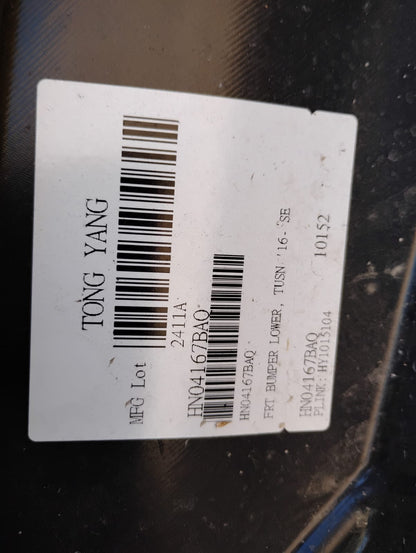 TONG YANG
MFG Lot
2411A
HN04167BAQ
HN04167BAQ
FRT BUMPER LOWER, TUSN '16- SE
HN04167BAQ 10152
PLINK: HY1015104